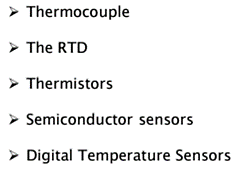 ➢ Thermocouple
➢ The RTD
➢ Thermistors
➢ Semiconductor sensors
➢ Digital Temperature Sensors